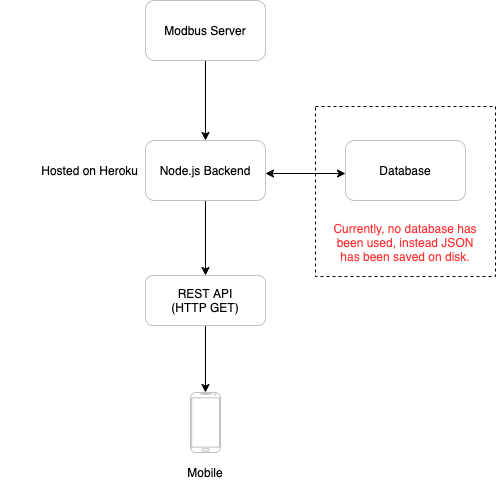 Modbus Server
Hosted on Heroku
Node.js Backend
Database
Currently, no database has
been used, instead JSON
has been saved on disk.
REST API
(HTTP GET)
Mobile